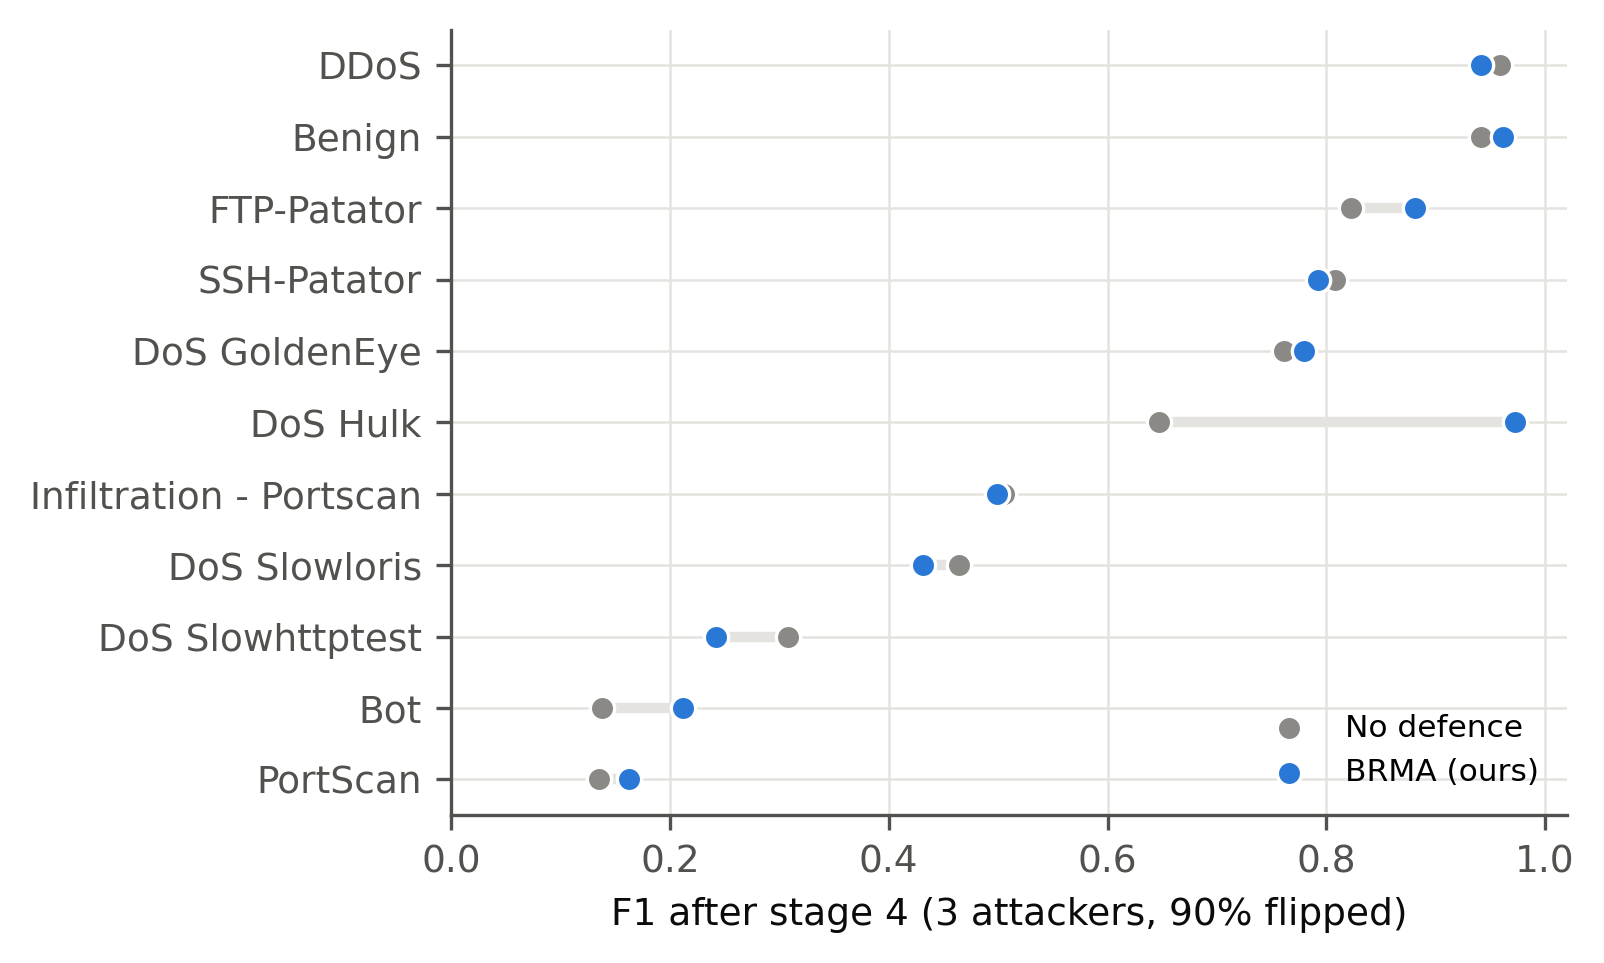 DDoS
Benign
FTP-Patator
SSH-Patator
DoS GoldenEye
DoS Hulk
Infiltration - Portscan
DoS Slowloris
DoS Slowhttptest
Bot
PortScan
No defence
BRMA (ours)
0.0 0.2 0.4 0.6 0.8 1.0
F1 after stage 4 (3 attackers, 90% flipped)